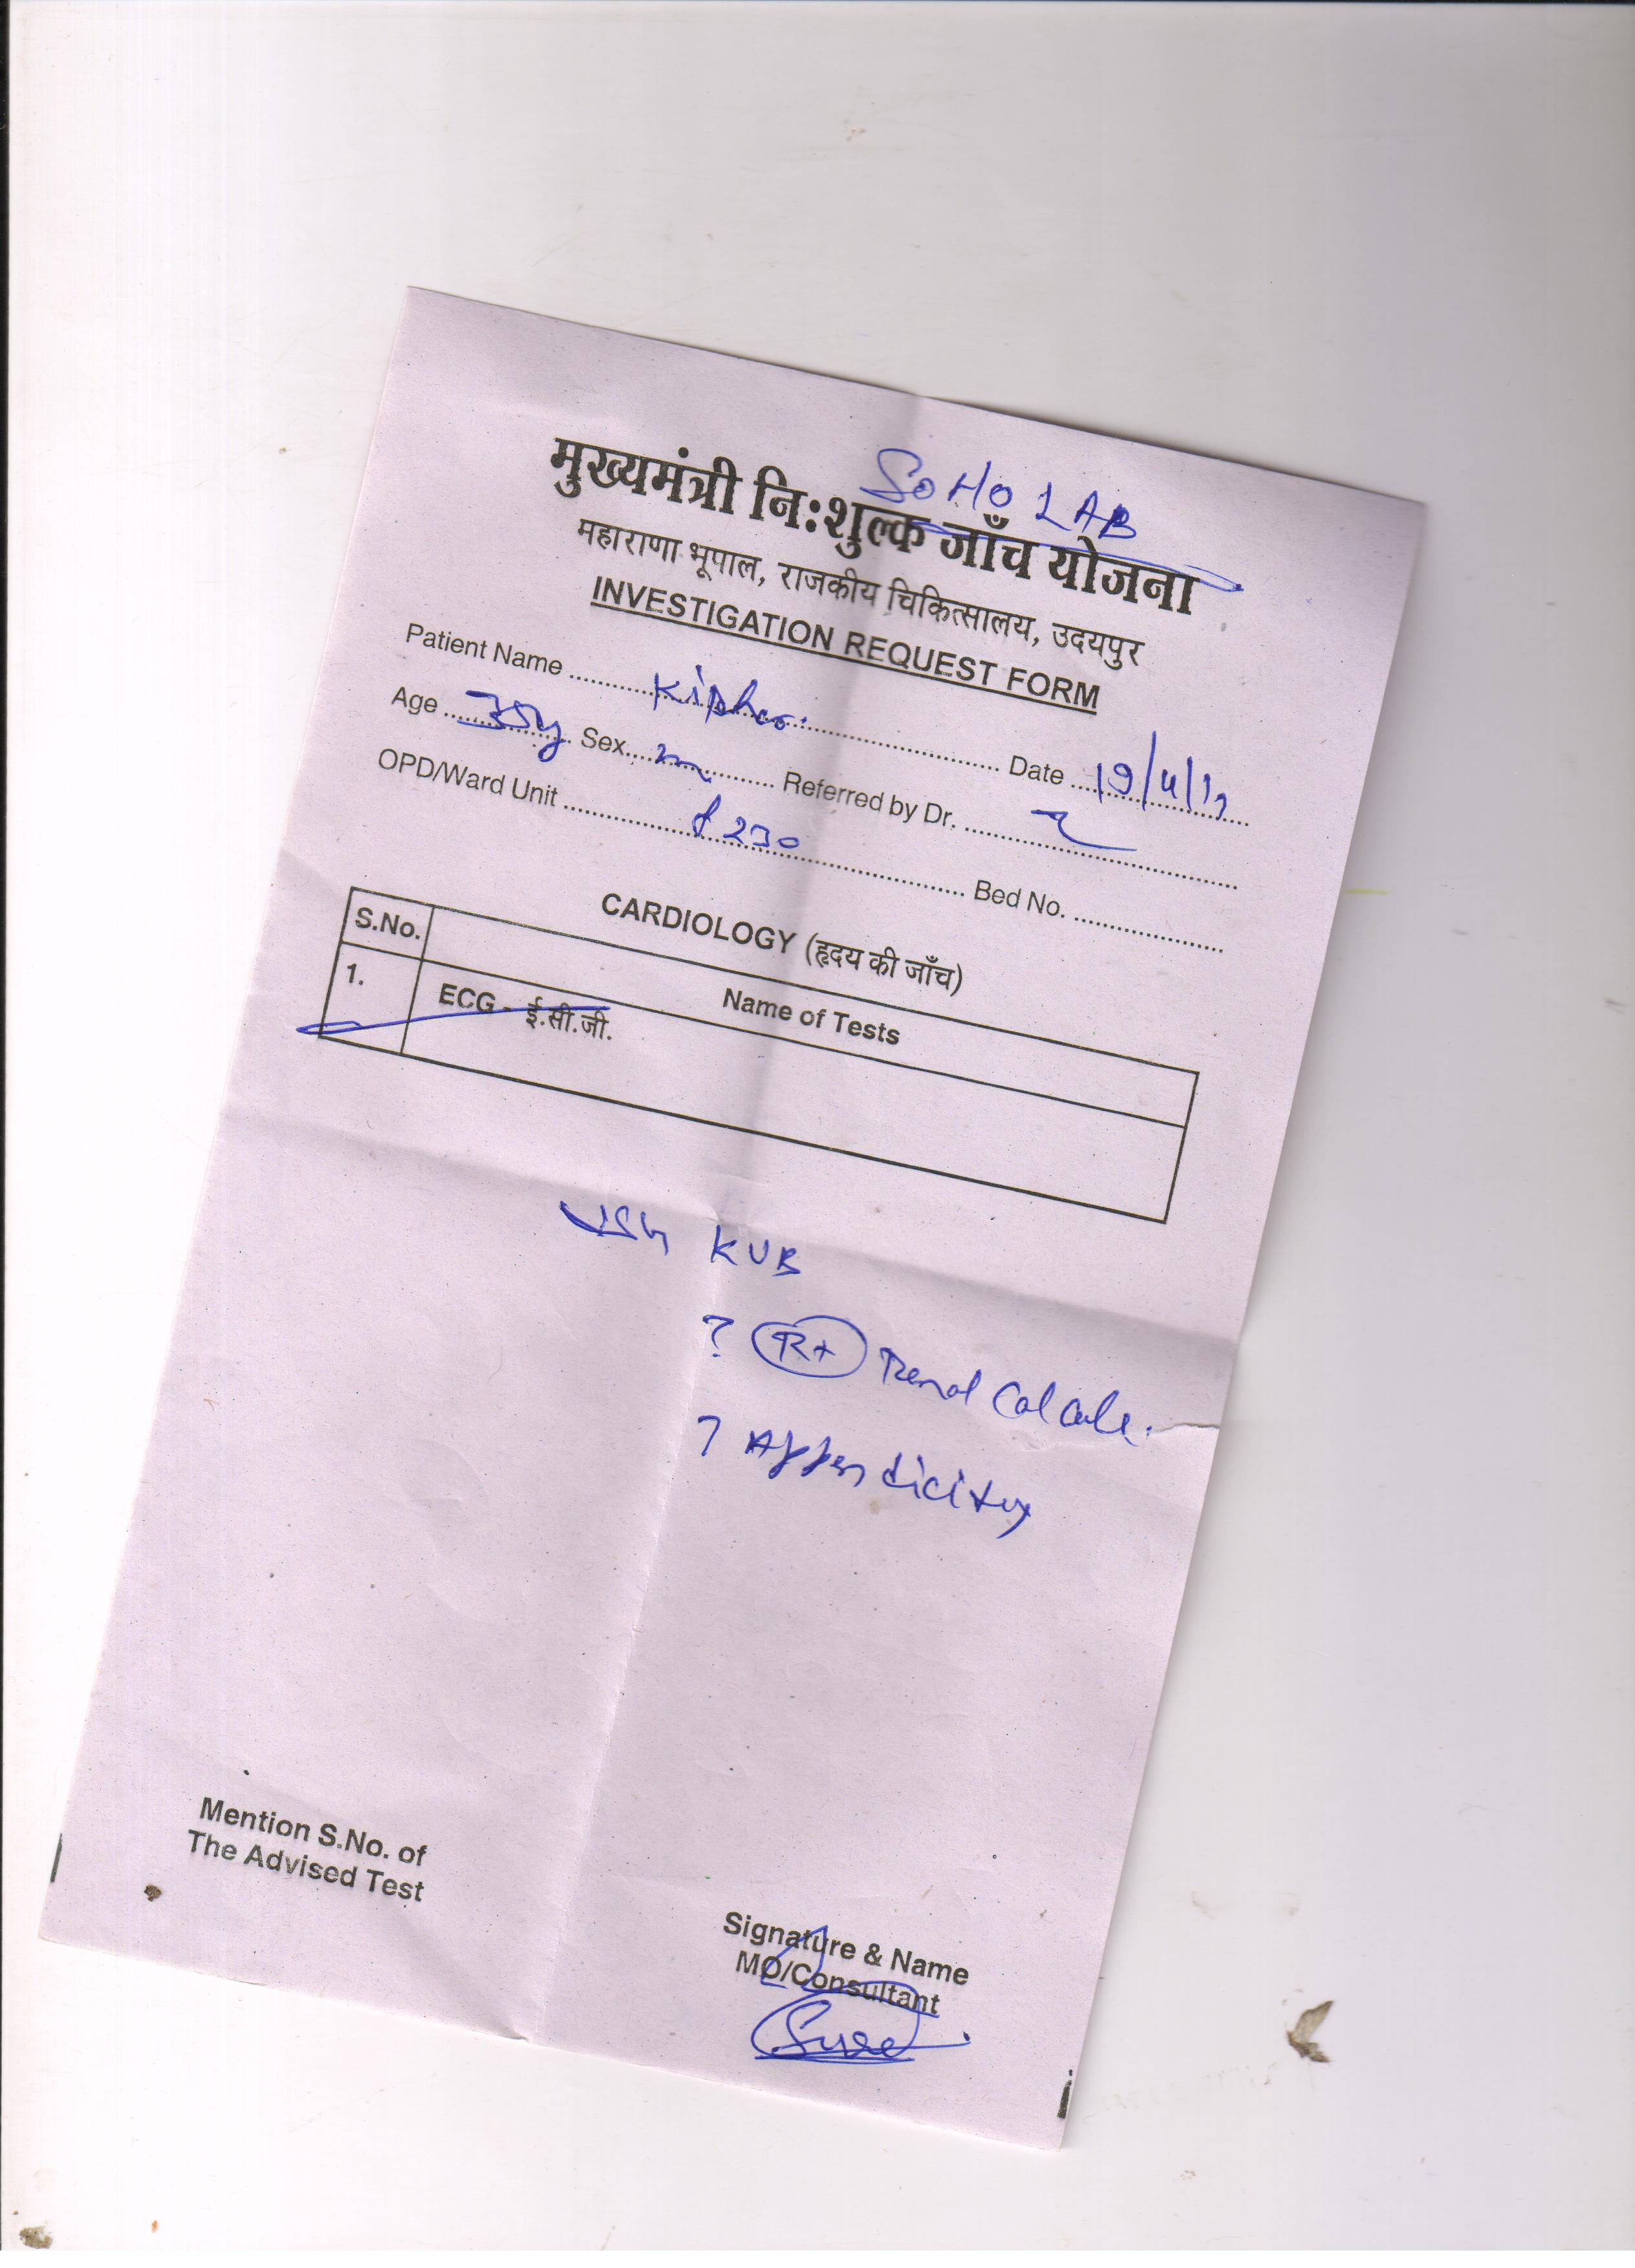 SOHO LAB
मुख्यमंत्री नि:शुल्क जाँच योजना
महाराणा भूपाल, राजकीय चिकित्सालय, उदयपुर
INVESTIGATION REQUEST FORM
Patient Name ........................ Date 19/4/17
Age 35y Sex m Referred by Dr. ........................
OPD/Ward Unit 230 Bed No. ........................
CARDIOLOGY (हृदय की जाँच)
S.No. Name of Tests
1. ECG - ई.सी.जी.
USG KUB
? Rt Renal Calculi.
? Appendicitis
Mention S.No. of
The Advised Test
Signature & Name
MO/Consultant